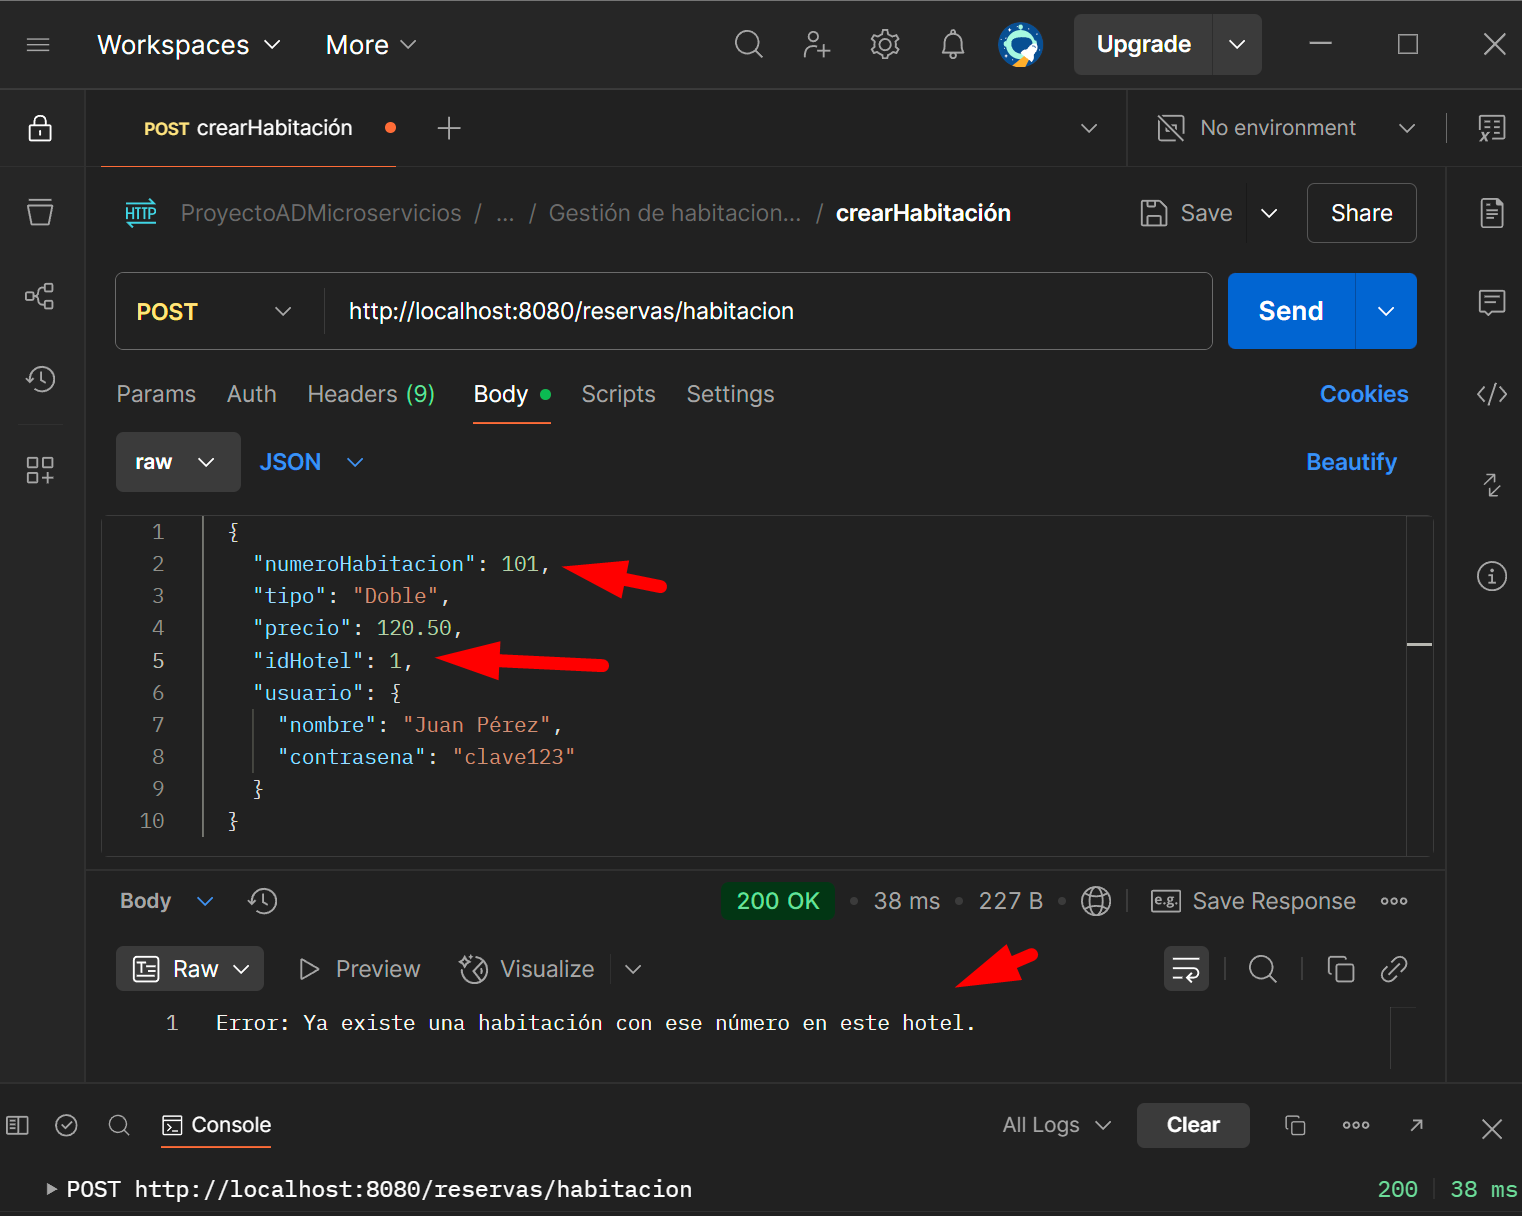 Workspaces More Upgrade
POST crearHabitación No environment
HTTP ProyectoADMicroservicios / ... / Gestión de habitacion... / crearHabitación Save Share
POST http://localhost:8080/reservas/habitacion Send
Params Auth Headers (9) Body Scripts Settings Cookies
raw JSON Beautify
1 {
2 "numeroHabitacion": 101,
3 "tipo": "Doble",
4 "precio": 120.50,
5 "idHotel": 1,
6 "usuario": {
7 "nombre": "Juan Pérez",
8 "contrasena": "clave123"
9 }
10 }
Body 200 OK 38 ms 227 B e.g. Save Response
Raw Preview Visualize
1 Error: Ya existe una habitación con ese número en este hotel.
Console All Logs Clear
POST http://localhost:8080/reservas/habitacion 200 38 ms